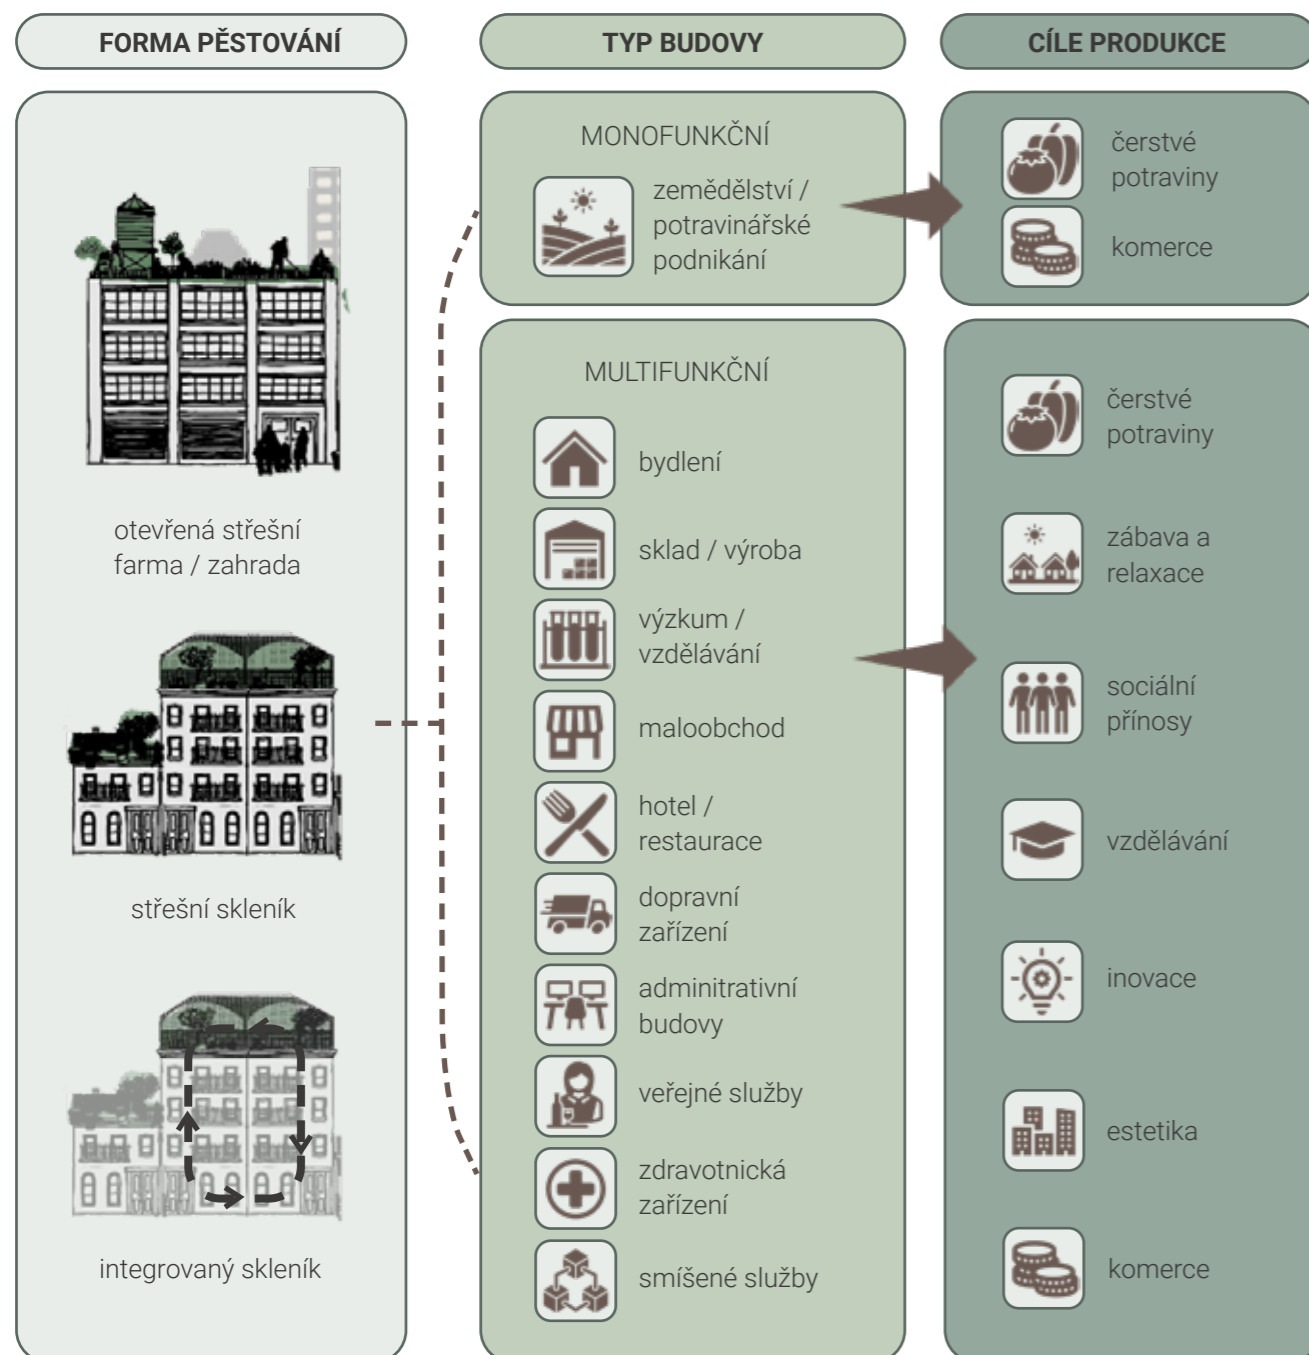 FORMA PĚSTOVÁNÍ
otevřená střešní
farma / zahrada
střešní skleník
integrovaný skleník
TYP BUDOVY
MONOFUNKČNÍ
zemědělství /
potravinářské
podnikání
MULTIFUNKČNÍ
bydlení
sklad / výroba
výzkum /
vzdělávání
maloobchod
hotel /
restaurace
dopravní
zařízení
adminitrativní
budovy
veřejné služby
zdravotnická
zařízení
smíšené služby
CÍLE PRODUKCE
čerstvé
potraviny
komerce
čerstvé
potraviny
zábava a
relaxace
sociální
přínosy
vzdělávání
inovace
estetika
komerce